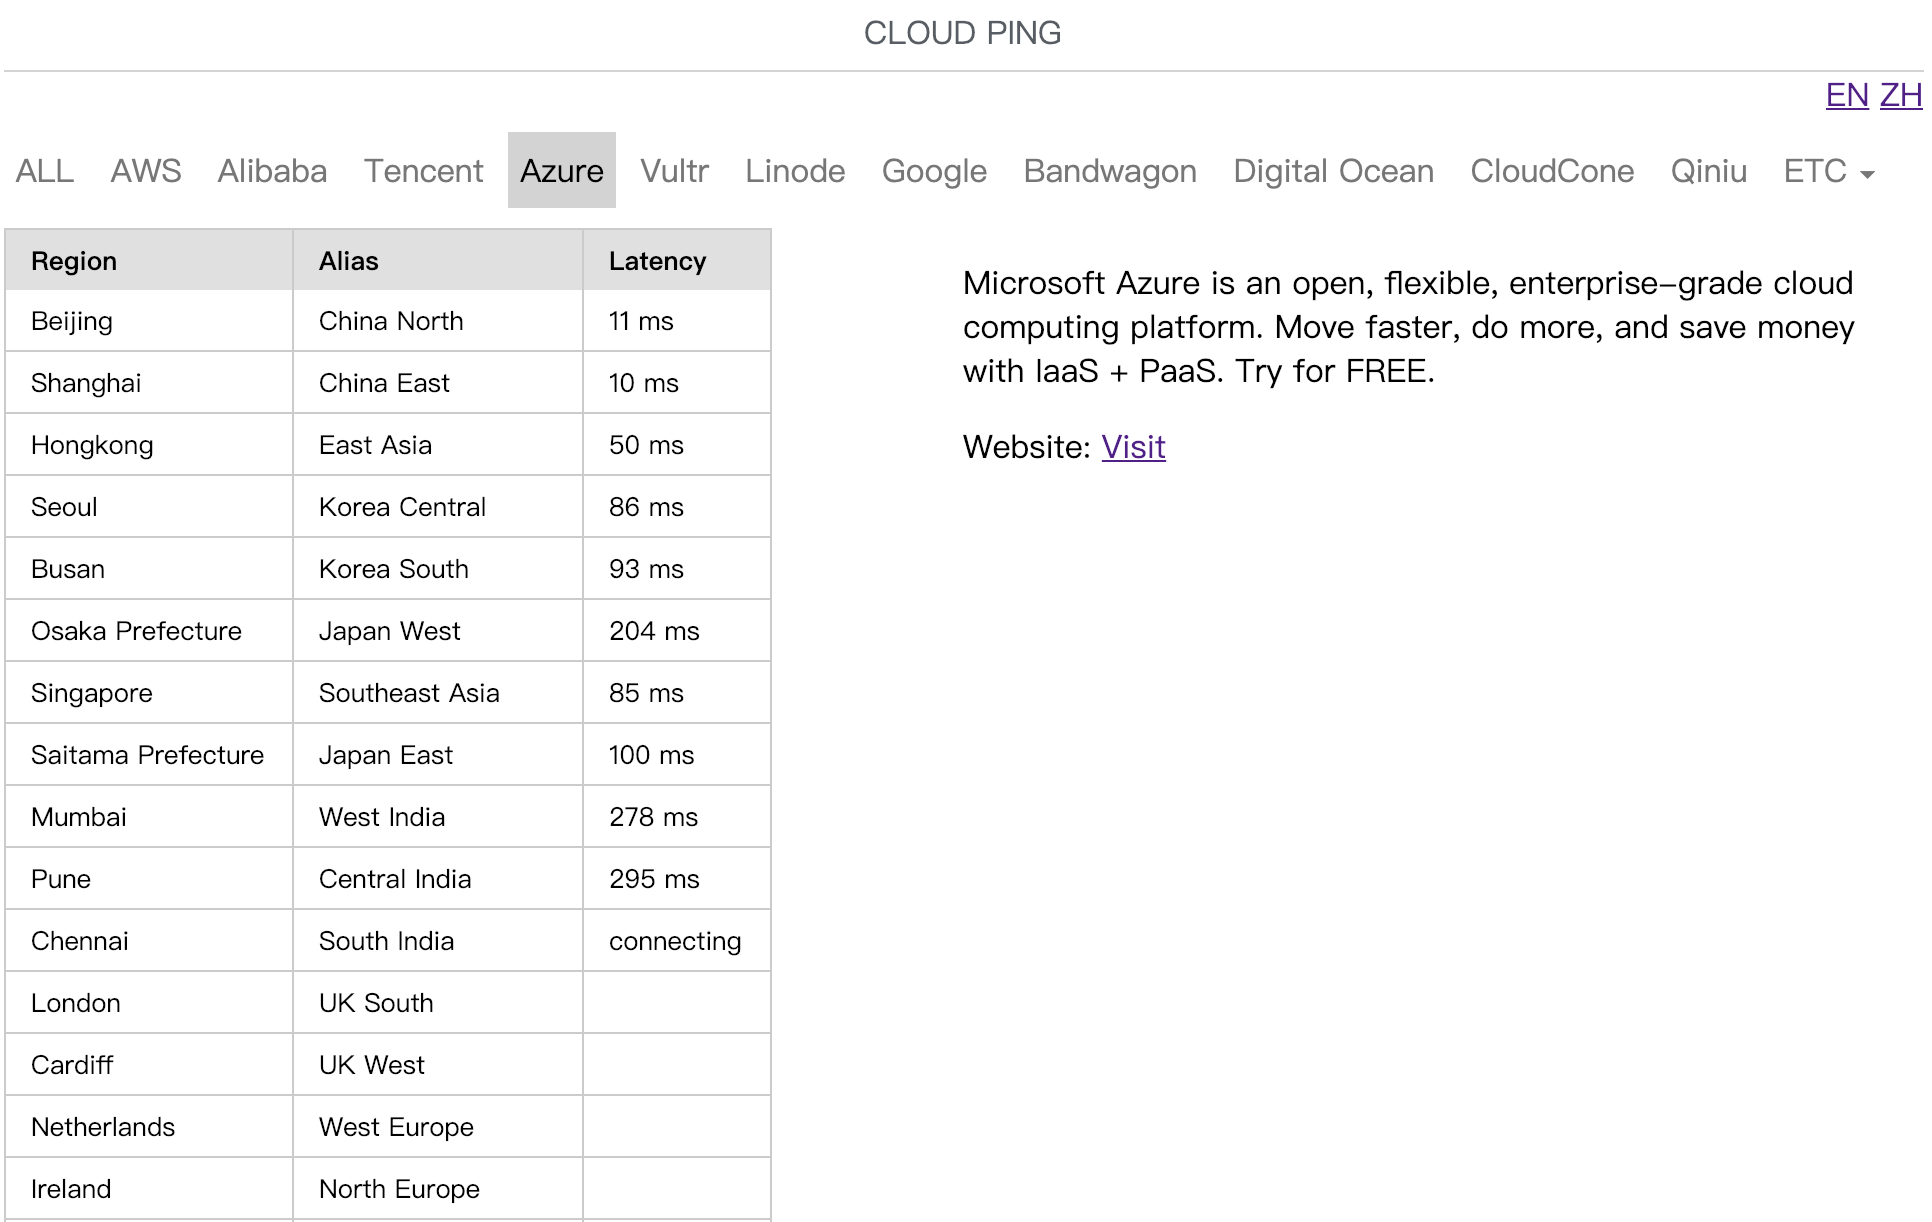 CLOUD PING
EN ZH
ALL AWS Alibaba Tencent Azure Vultr Linode Google Bandwagon Digital Ocean CloudCone Qiniu ETC
Region Alias Latency
Beijing China North 11 ms
Shanghai China East 10 ms
Hongkong East Asia 50 ms
Seoul Korea Central 86 ms
Busan Korea South 93 ms
Osaka Prefecture Japan West 204 ms
Singapore Southeast Asia 85 ms
Saitama Prefecture Japan East 100 ms
Mumbai West India 278 ms
Pune Central India 295 ms
Chennai South India connecting
London UK South
Cardiff UK West
Netherlands West Europe
Ireland North Europe
Microsoft Azure is an open, flexible, enterprise–grade cloud
computing platform. Move faster, do more, and save money
with IaaS + PaaS. Try for FREE.
Website: Visit